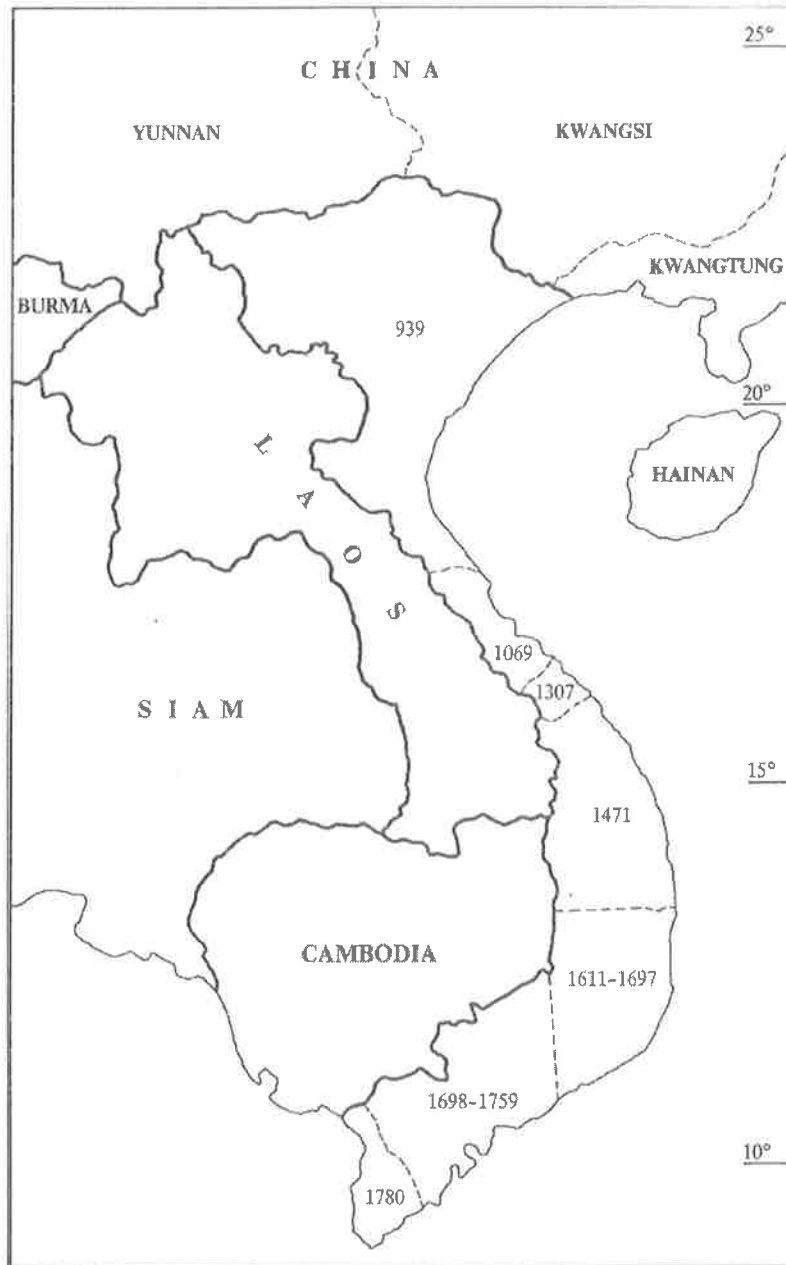 25°
CHINA
YUNNAN
KWANGSI
KWANGTUNG
BURMA
939
20°
LAOS
HAINAN
1069
1307
SIAM
15°
1471
CAMBODIA
1611-1697
1698-1759
10°
1780